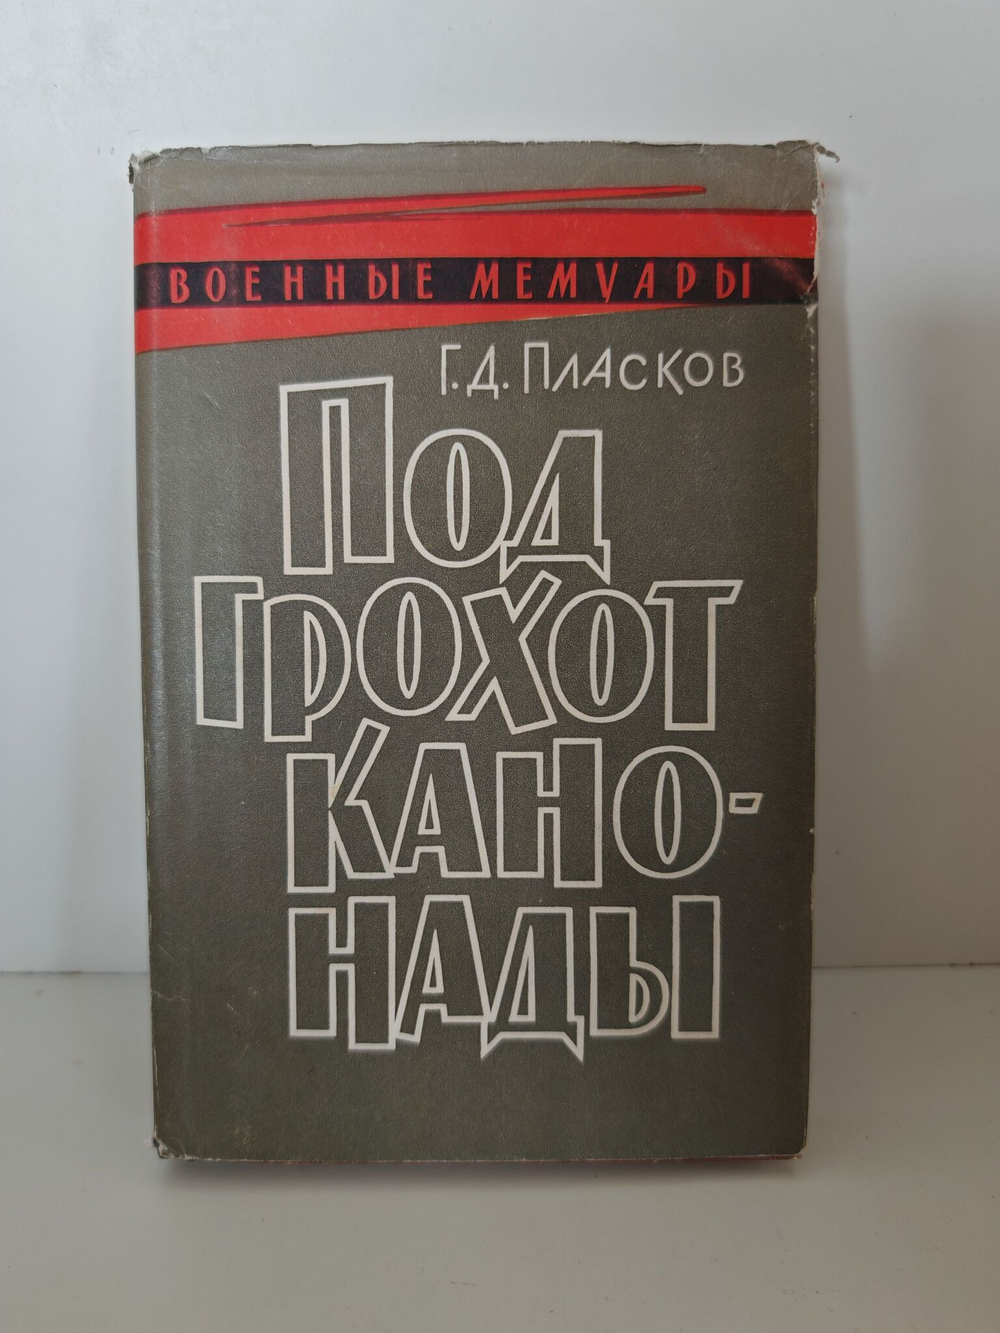 ВОЕННЫЕ МЕМУАРЫ
Г.Д. Пласков
Под
грохот
кано-
нады